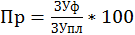 Пр = ЗУф / ЗУпл * 100